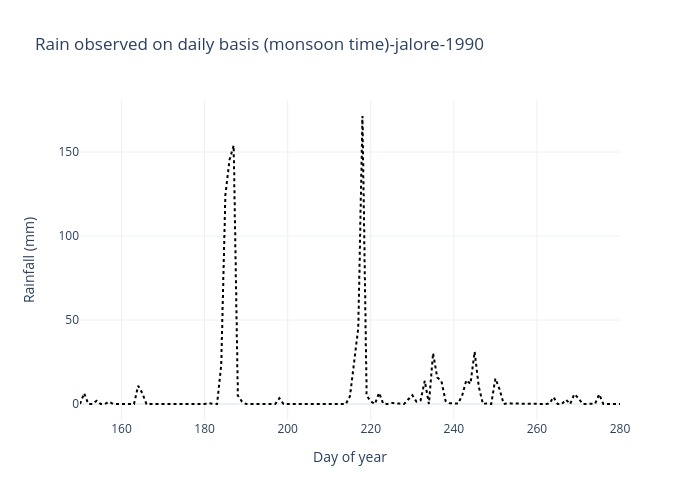 Rain observed on daily basis (monsoon time)-jalore-1990
Rainfall (mm)
150
100
50
0
160 180 200 220 240 260 280
Day of year